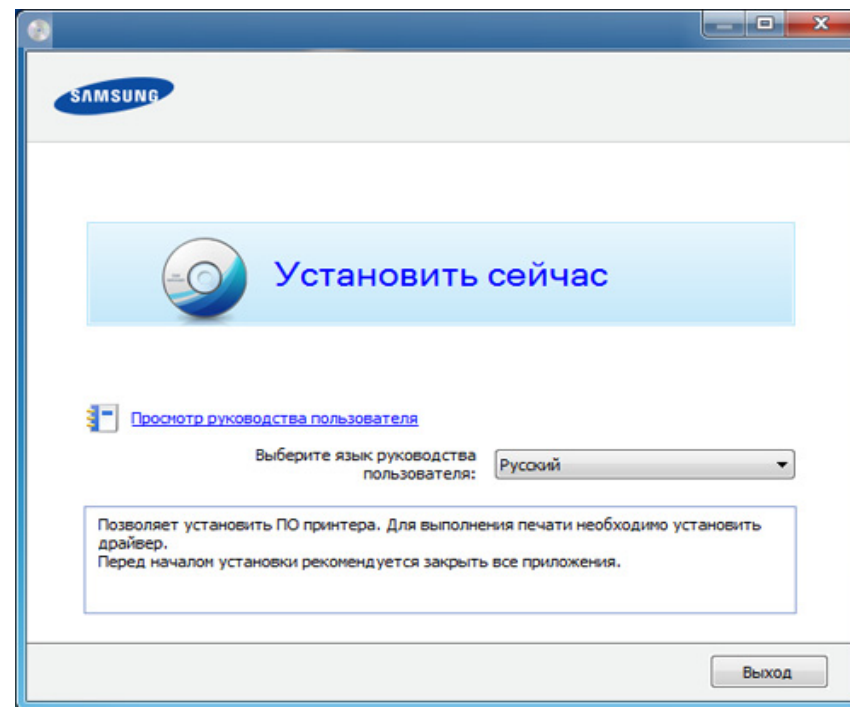 SAMSUNG
Установить сейчас
Просмотр руководства пользователя
Выберите язык руководства
пользователя:
Русский
Позволяет установить ПО принтера. Для выполнения печати необходимо установить
драйвер.
Перед началом установки рекомендуется закрыть все приложения.
Выход